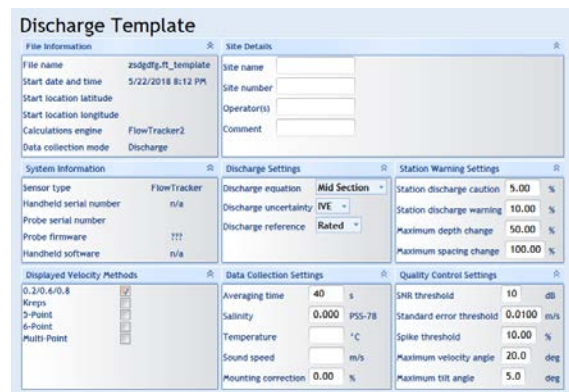 Discharge Template
File Information
File name zsdgdfg.ft_template
Start date and time 5/22/2018 8:12 PM
Start location latitude
Start location longitude
Calculations engine FlowTracker2
Data collection mode Discharge
Site Details
Site name
Site number
Operator(s)
Comment
System Information
Sensor type FlowTracker
Handheld serial number n/a
Probe serial number
Probe firmware ???
Handheld software n/a
Discharge Settings
Discharge equation Mid Section
Discharge uncertainty IVE
Discharge reference Rated
Station Warning Settings
Station discharge caution 5.00 %
Station discharge warning 10.00 %
Maximum depth change 50.00 %
Maximum spacing change 100.00 %
Displayed Velocity Methods
0.2/0.6/0.8
Kreps
5-Point
6-Point
Multi-Point
Data Collection Settings
Averaging time 40 s
Salinity 0.000 PSS-78
Temperature °C
Sound speed m/s
Mounting correction 0.00 %
Quality Control Settings
SNR threshold 10 dB
Standard error threshold 0.0100 m/s
Spike threshold 10.00 %
Maximum velocity angle 20.0 deg
Maximum tilt angle 5.0 deg